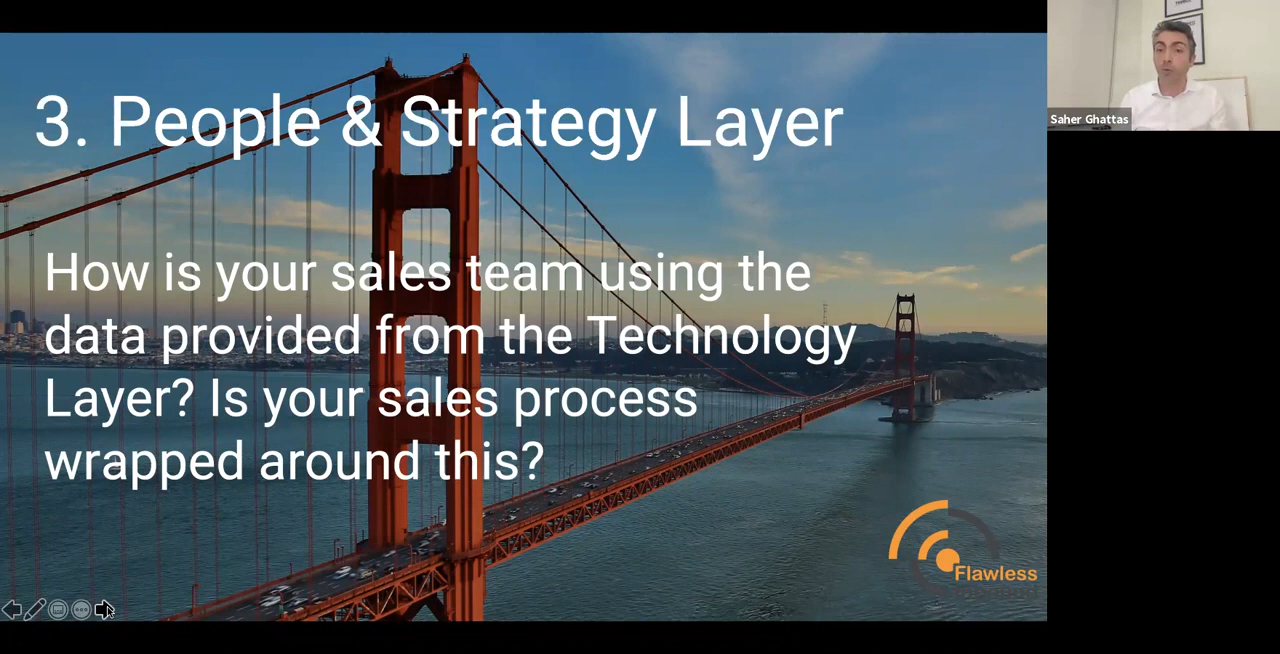 3. People & Strategy Layer
How is your sales team using the
data provided from the Technology
Layer? Is your sales process
wrapped around this?
Flawless
Saher Ghattas